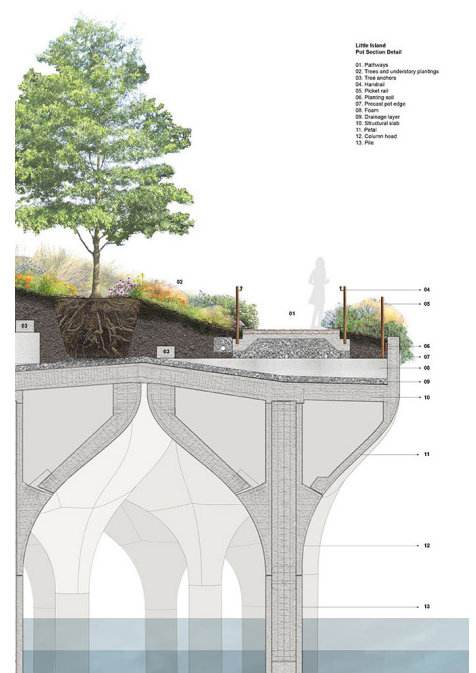 Little Island
Pot Section Detail
01. Pathways
02. Trees and understory plantings
03. Tree anchors
04. Handrail
05. Picket rail
06. Planting soil
07. Precast pot edge
08. Foam
09. Drainage layer
10. Structural slab
11. Petal
12. Column head
13. Pile
02
04
01
05
03
03
06
07
08
09
10
11
12
13